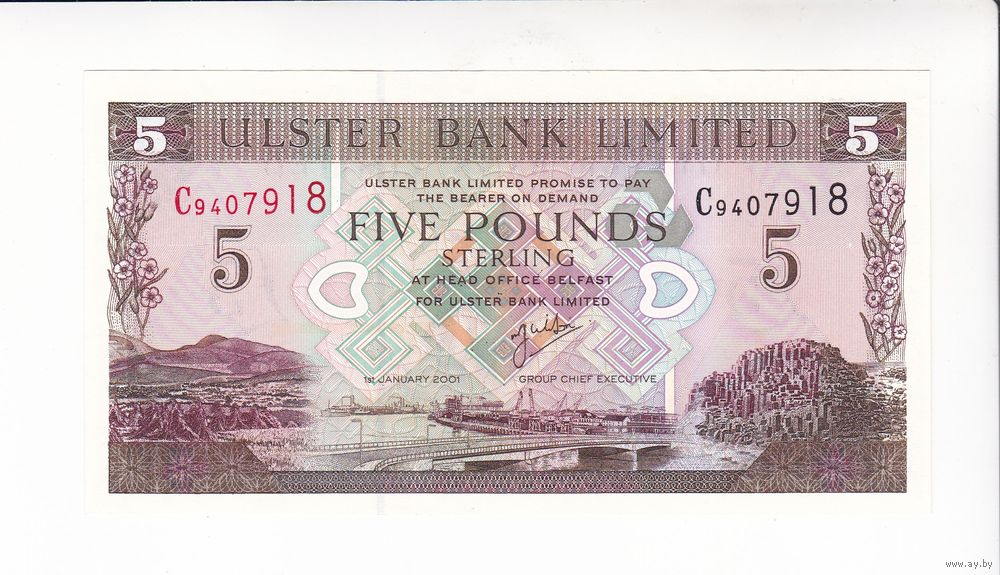 5 ULSTER BANK LIMITED 5
C9407918 C9407918
ULSTER BANK LIMITED PROMISE TO PAY
THE BEARER ON DEMAND
FIVE POUNDS
5 STERLING 5
AT HEAD OFFICE BELFAST
FOR ULSTER BANK LIMITED
1ST JANUARY 2001 GROUP CHIEF EXECUTIVE
www.ay.by